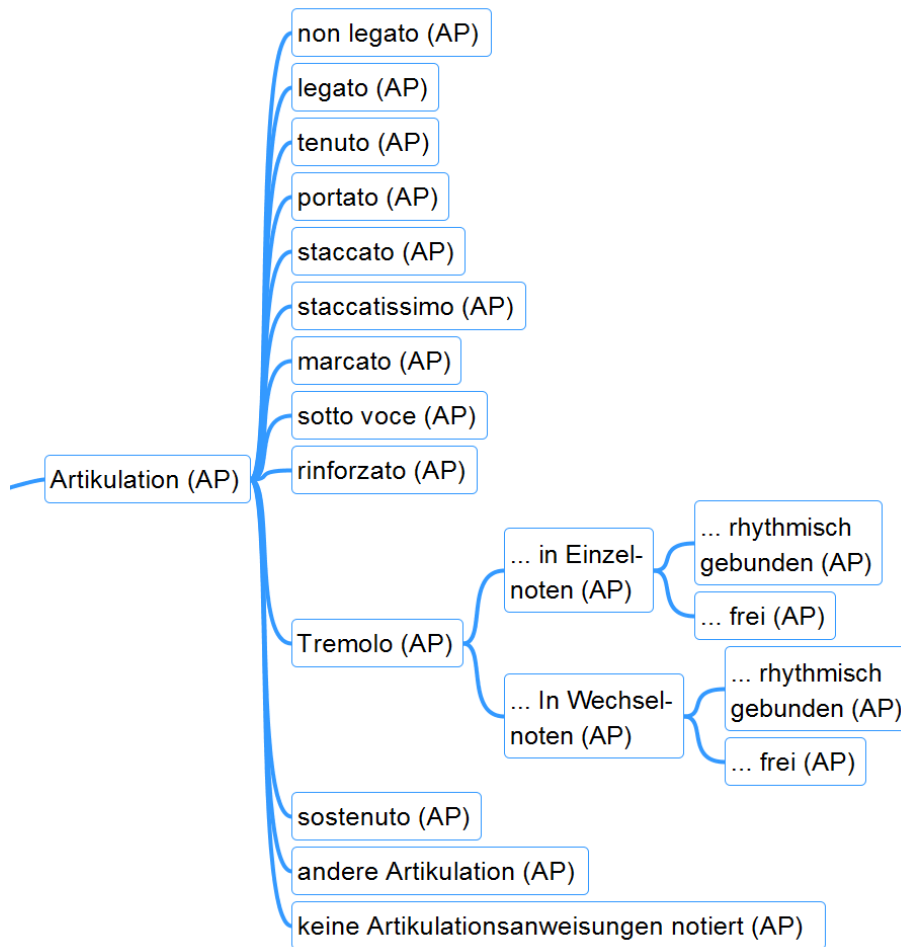 non legato (AP)
legato (AP)
tenuto (AP)
portato (AP)
staccato (AP)
staccatissimo (AP)
marcato (AP)
sotto voce (AP)
Artikulation (AP)
rinforzato (AP)
Tremolo (AP)
... in Einzel-
noten (AP)
... rhythmisch
gebunden (AP)
... frei (AP)
... In Wechsel-
noten (AP)
... rhythmisch
gebunden (AP)
... frei (AP)
sostenuto (AP)
andere Artikulation (AP)
keine Artikulationsanweisungen notiert (AP)